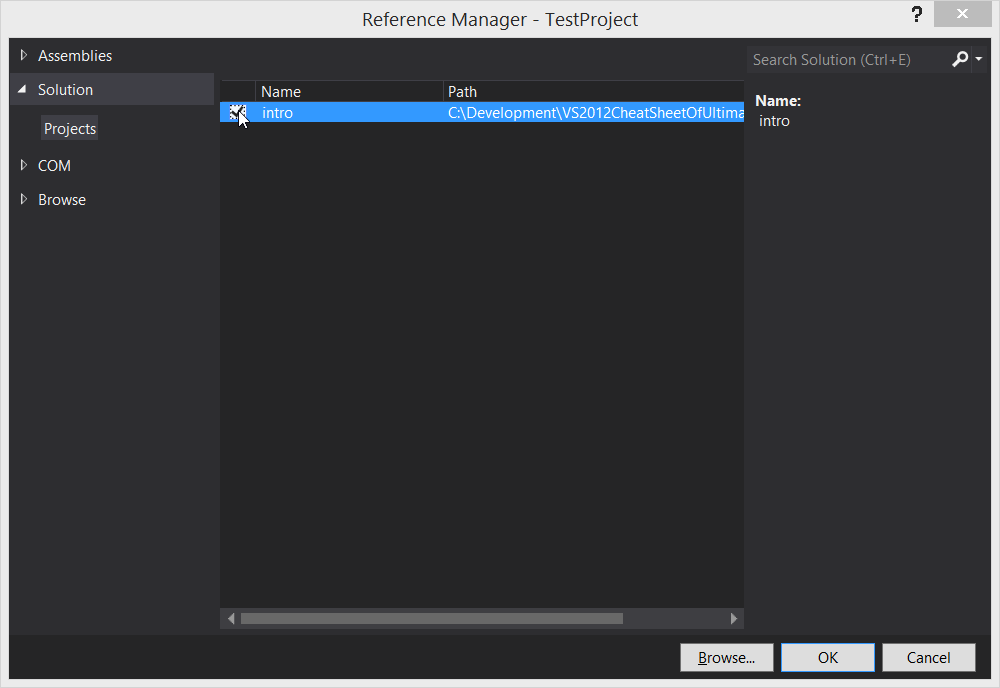 Reference Manager - TestProject
?
Assemblies
Solution
Projects
COM
Browse
Name Path
intro C:\Development\VS2012CheatSheetOfUltima
Search Solution (Ctrl+E)
Name:
intro
Browse... OK Cancel